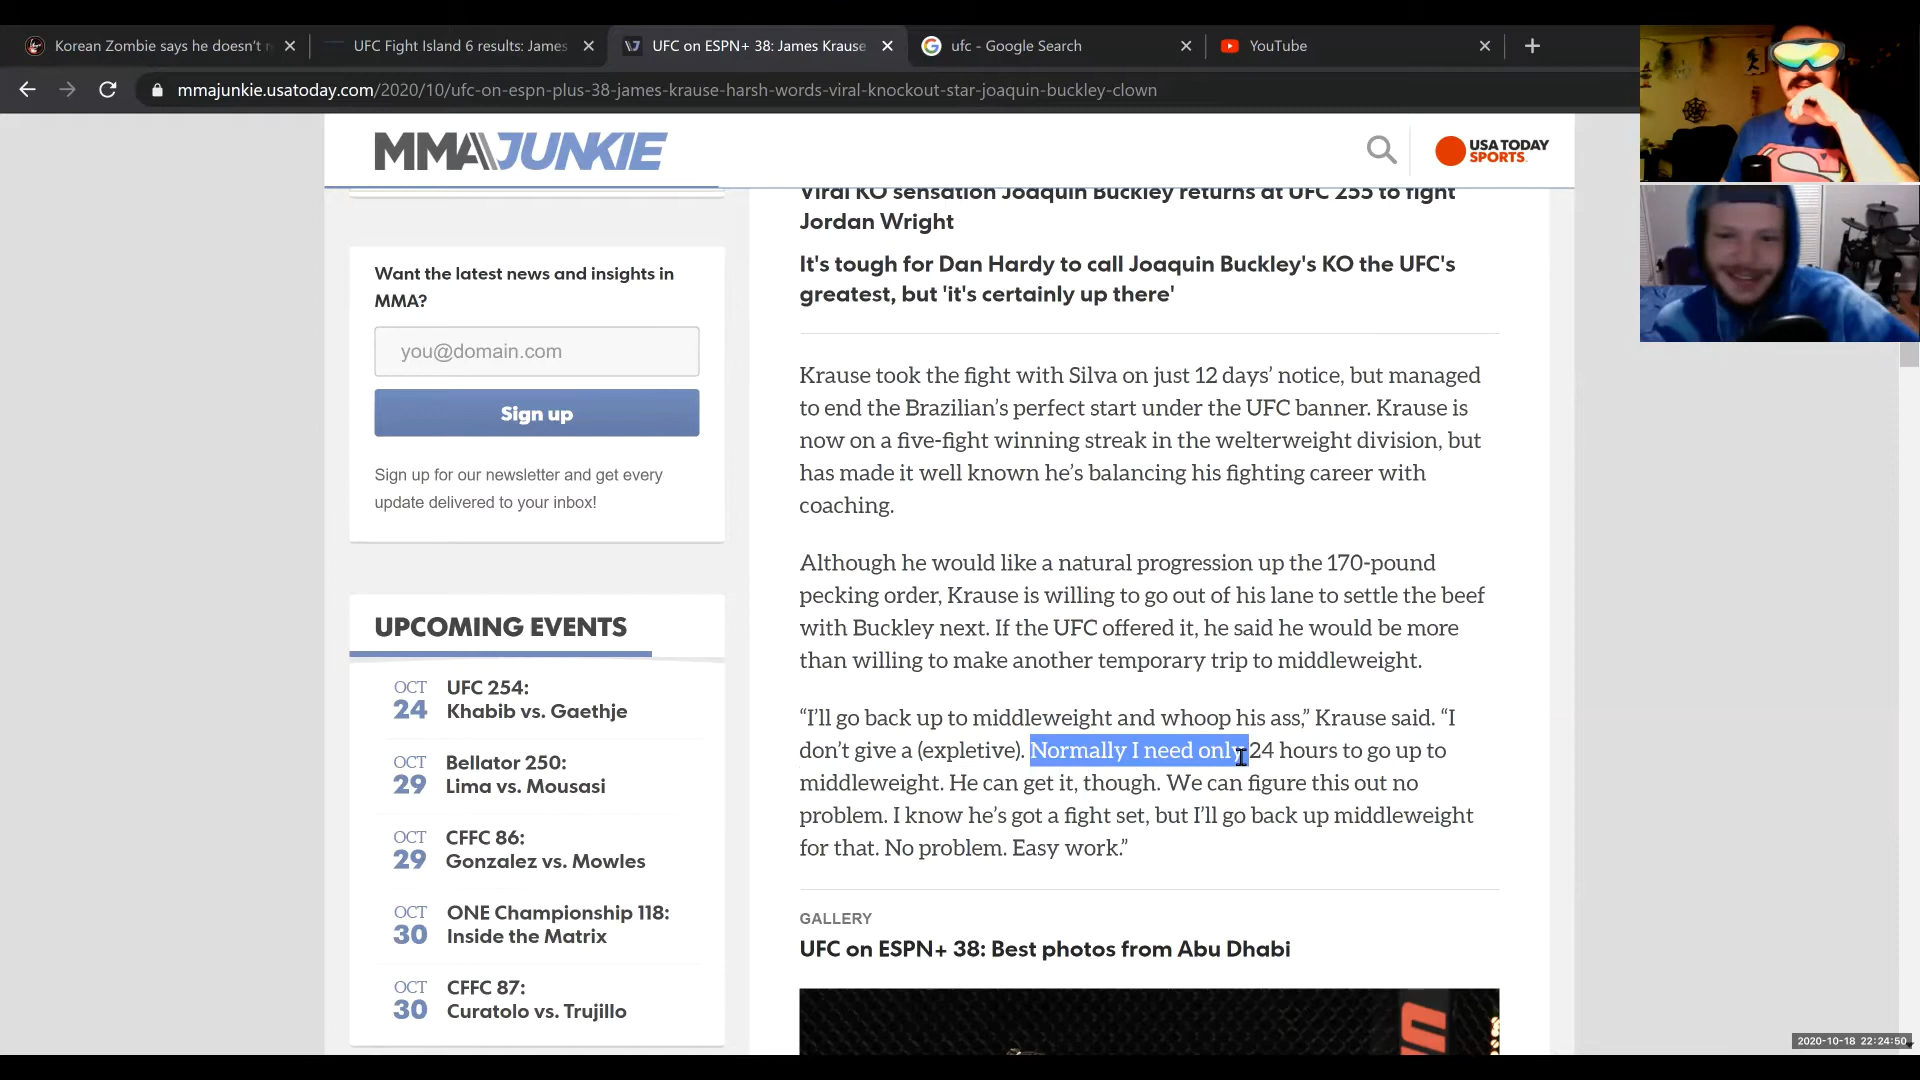 Korean Zombie says he doesn't
UFC Fight Island 6 results: James
UFC on ESPN+ 38: James Krause
ufc - Google Search
YouTube
mmajunkie.usatoday.com/2020/10/ufc-on-espn-plus-38-james-krause-harsh-words-viral-knockout-star-joaquin-buckley-clown
MMA JUNKIE
USA TODAY
SPORTS
Want the latest news and insights in
MMA?
you@domain.com
Sign up
Sign up for our newsletter and get every
update delivered to your inbox!
UPCOMING EVENTS
OCT
24
UFC 254:
Khabib vs. Gaethje
OCT
29
Bellator 250:
Lima vs. Mousasi
OCT
29
CFFC 86:
Gonzalez vs. Mowles
OCT
30
ONE Championship 118:
Inside the Matrix
OCT
30
CFFC 87:
Curatolo vs. Trujillo
Viral KO sensation Joaquin Buckley returns at UFC 255 to fight
Jordan Wright
It's tough for Dan Hardy to call Joaquin Buckley's KO the UFC's
greatest, but 'it's certainly up there'
Krause took the fight with Silva on just 12 days’ notice, but managed
to end the Brazilian’s perfect start under the UFC banner. Krause is
now on a five-fight winning streak in the welterweight division, but
has made it well known he’s balancing his fighting career with
coaching.
Although he would like a natural progression up the 170-pound
pecking order, Krause is willing to go out of his lane to settle the beef
with Buckley next. If the UFC offered it, he said he would be more
than willing to make another temporary trip to middleweight.
“I’ll go back up to middleweight and whoop his ass,” Krause said. “I
don’t give a (expletive). Normally I need only 24 hours to go up to
middleweight. He can get it, though. We can figure this out no
problem. I know he’s got a fight set, but I’ll go back up middleweight
for that. No problem. Easy work.”
GALLERY
UFC on ESPN+ 38: Best photos from Abu Dhabi
2020-10-18 22:24:50